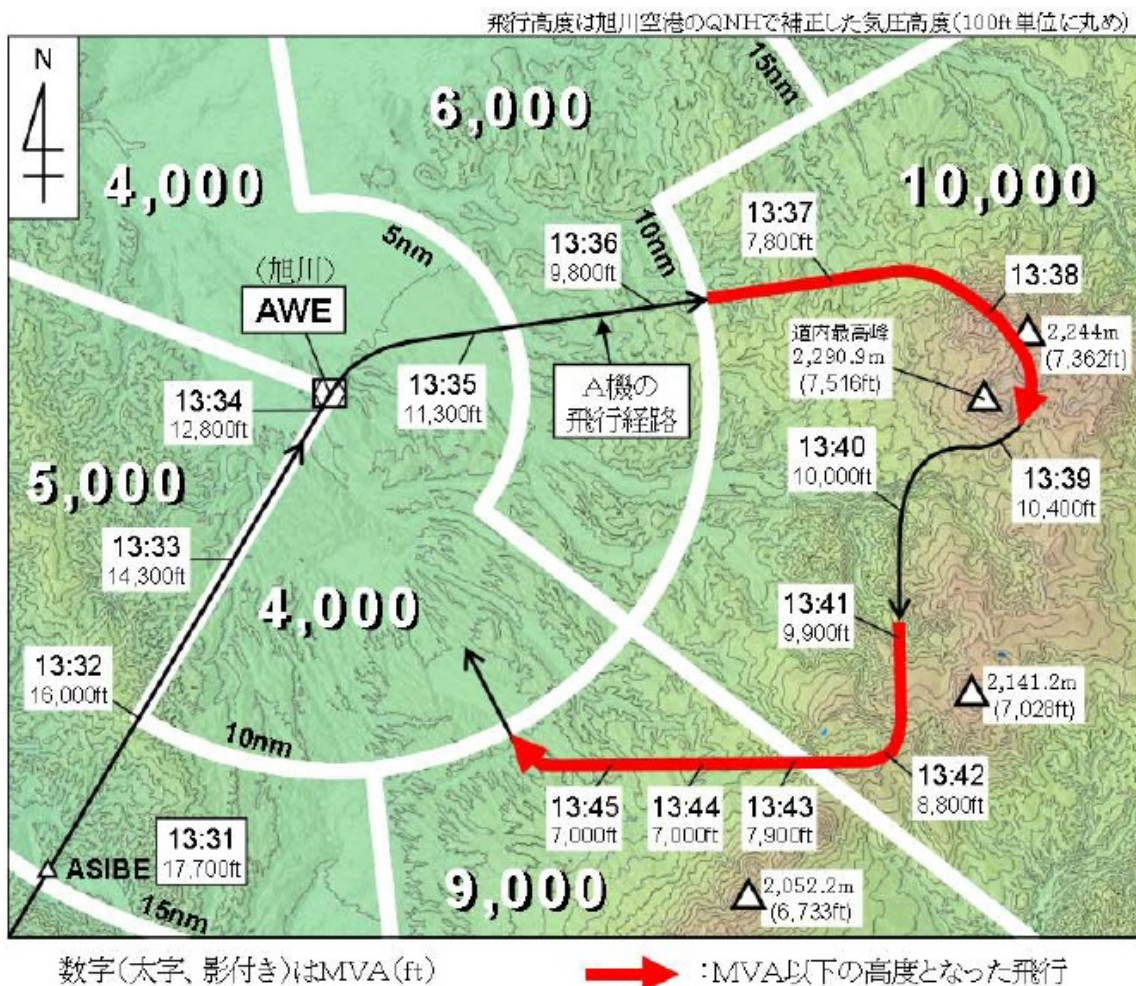 飛行高度は旭川空港のQNHで補正した気圧高度(100ft単位に丸め)
N
15nm
6,000
4,000
10,000
5nm
10nm
13:37
7,800ft
13:36
9,800ft
13:38
(旭川)
AWE
道内最高峰
2,290.9m
(7,516ft)
2,244m
(7,362ft)
13:35
11,300ft
A機の
飛行経路
13:34
12,800ft
13:40
10,000ft
13:39
10,400ft
5,000
13:33
14,300ft
4,000
13:41
9,900ft
13:32
16,000ft
2,141.2m
(7,028ft)
10nm
13:45
7,000ft
13:44
7,000ft
13:43
7,900ft
13:42
8,800ft
13:31
17,700ft
ASIBE
15nm
9,000
2,052.2m
(6,733ft)
数字(太字、影付き)はMVA(ft)
:MVA以下の高度となった飛行